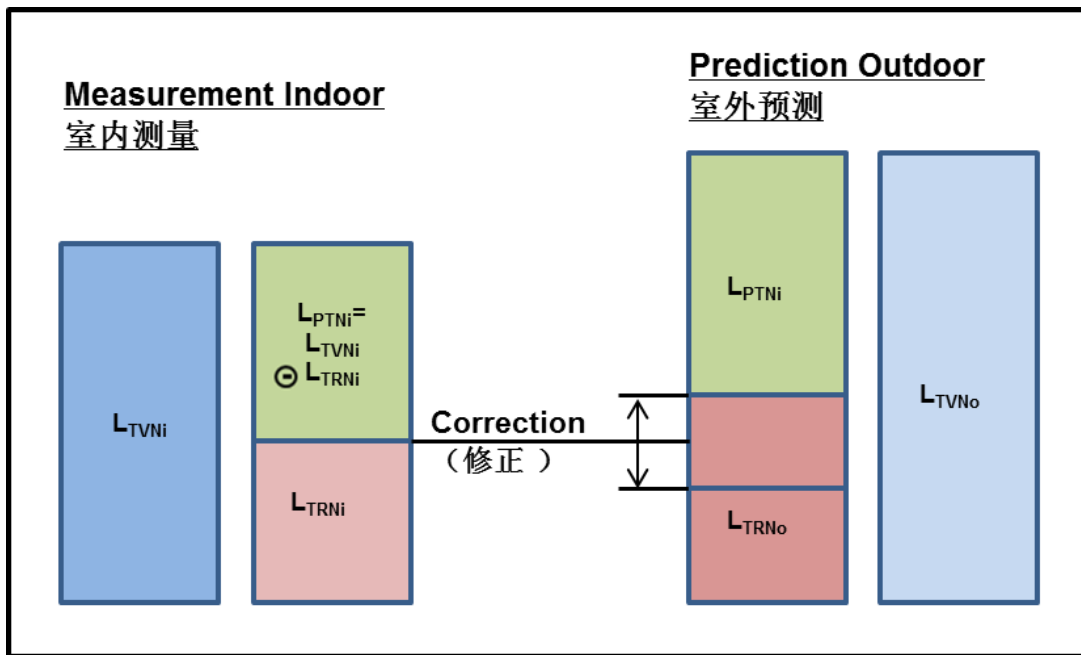 Measurement Indoor
室内测量
Prediction Outdoor
室外预测
LTVNi
LPTNi=
LTVNi
⊖ LTRNi
LTRNi
Correction
（修正 ）
LPTNi
LTRNo
LTVNo